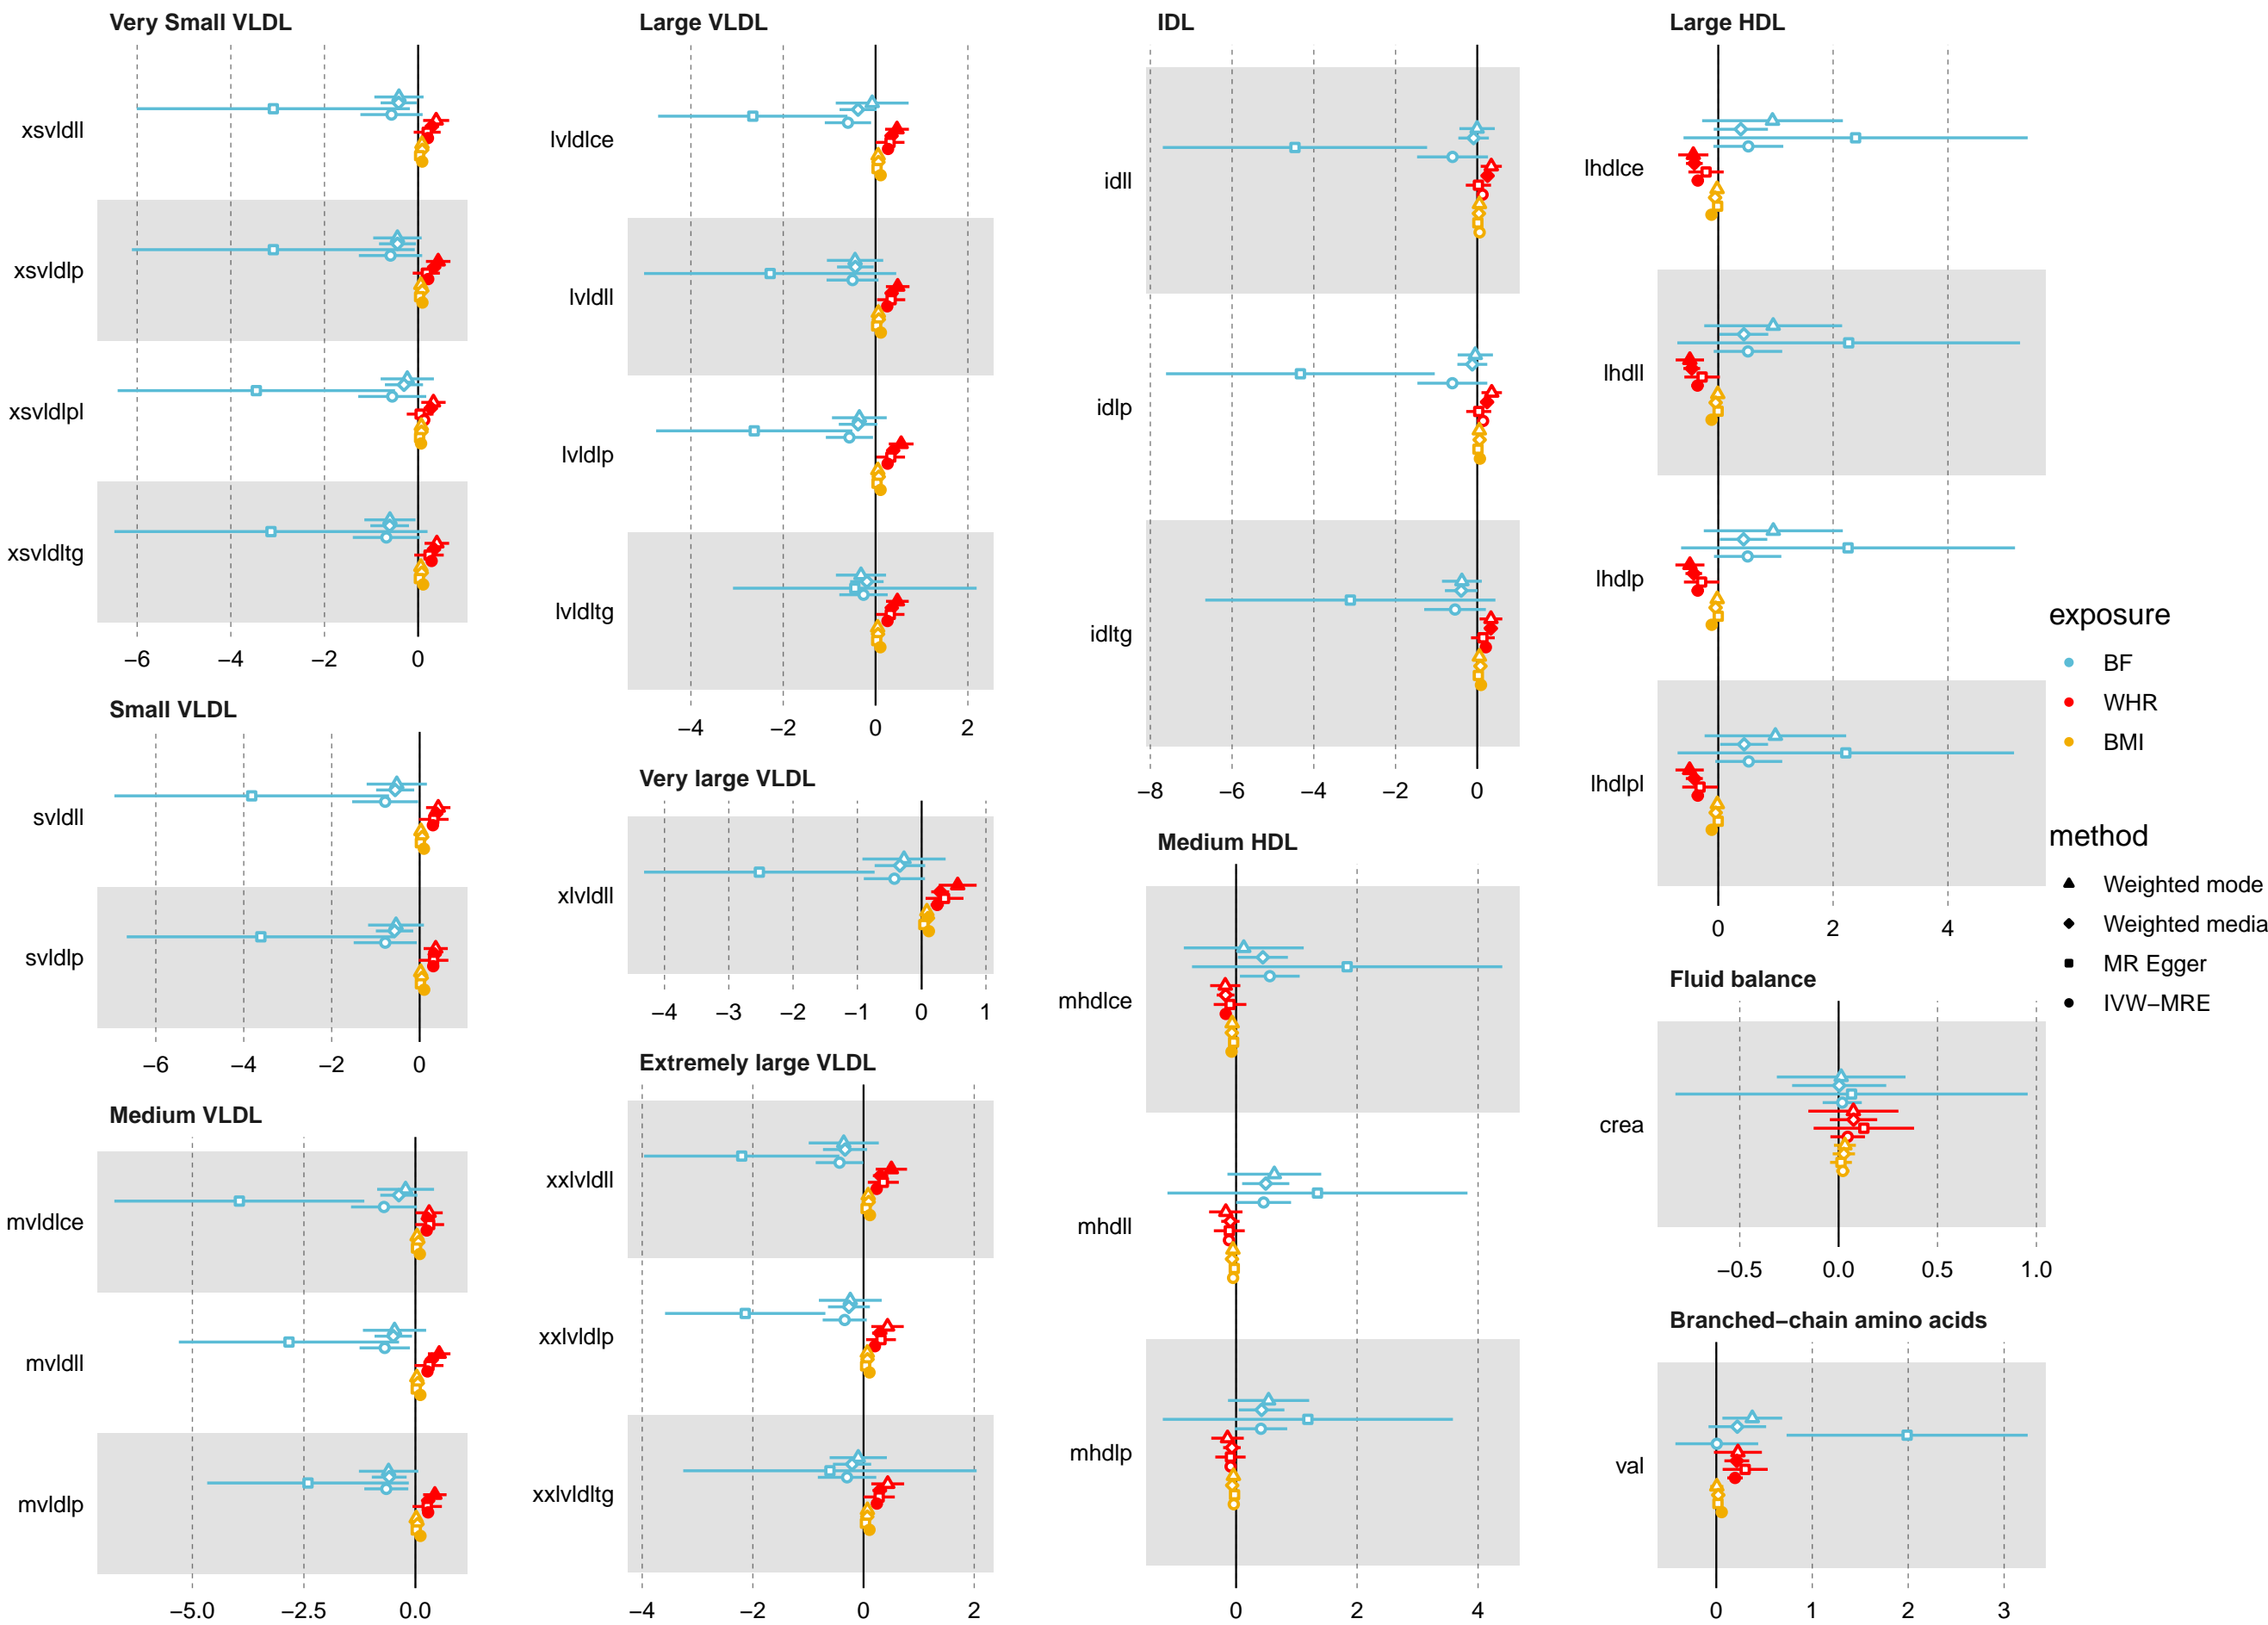 Very Small VLDL
xsvldll
xsvldlp
xsvldlpl
xsvldltg
−6 −4 −2 0
Small VLDL
svldll
svldlp
−6 −4 −2 0
Medium VLDL
mvldlce
mvldll
mvldlp
−5.0 −2.5 0.0
Large VLDL
lvldlce
lvldll
lvldlp
lvldltg
−4 −2 0 2
Very large VLDL
xlvldll
−4 −3 −2 −1 0 1
Extremely large VLDL
xxlvldll
xxlvldlp
xxlvldltg
−4 −2 0 2
IDL
idll
idlp
idltg
−8 −6 −4 −2 0
Medium HDL
mhdlce
mhdll
mhdlp
0 2 4
Large HDL
lhdlce
lhdll
lhdlp
lhdlpl
0 2 4
Fluid balance
crea
−0.5 0.0 0.5 1.0
Branched−chain amino acids
val
0 1 2 3
exposure
BF
WHR
BMI
method
Weighted mode
Weighted media
MR Egger
IVW−MRE